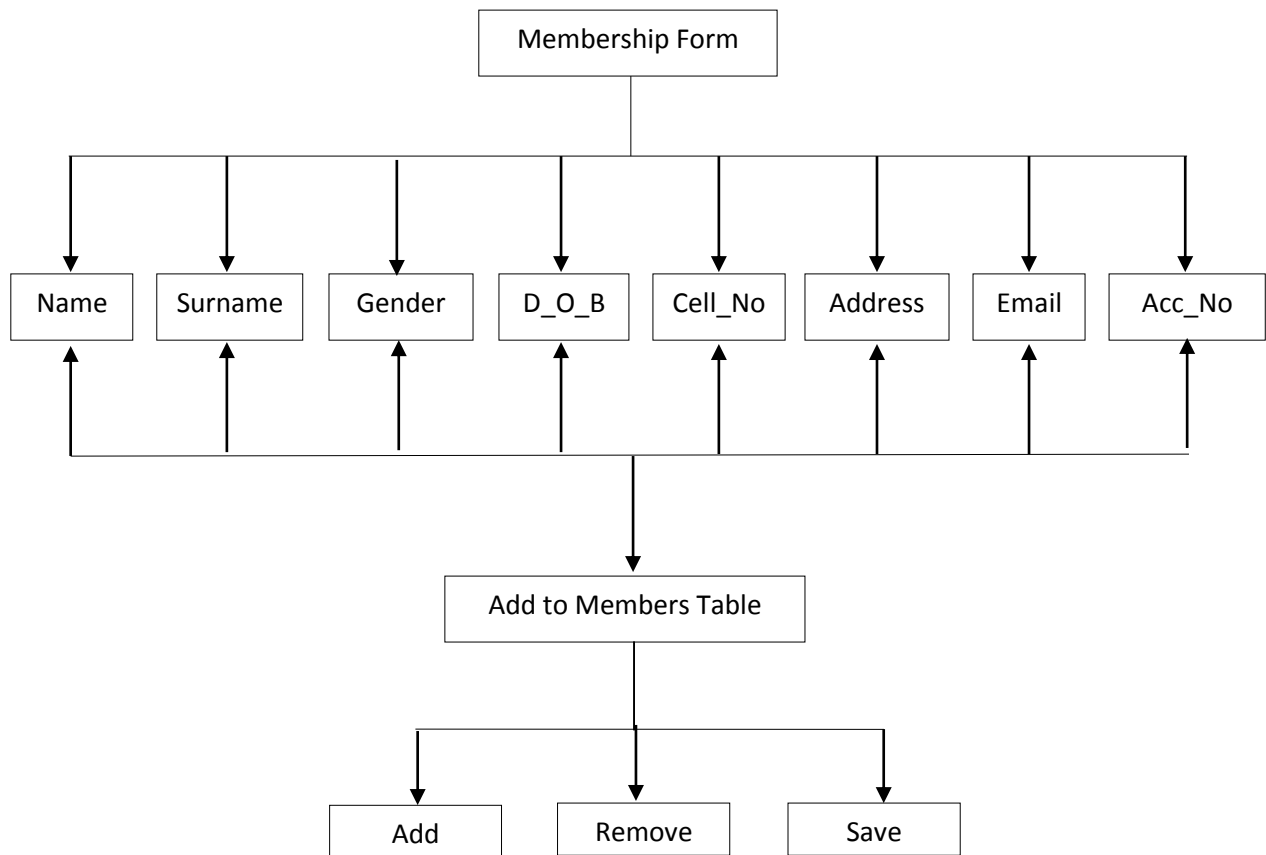 Membership Form
Name Surname Gender D_O_B Cell_No Address Email Acc_No
Add to Members Table
Add Remove Save